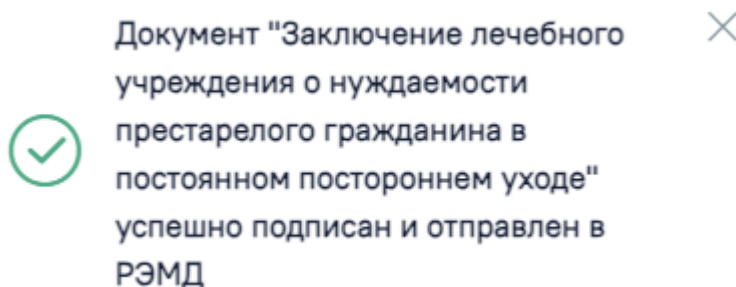 Документ "Заключение лечебного
учреждения о нуждаемости
престарелого гражданина в
постоянном постороннем уходе"
успешно подписан и отправлен в
РЭМД